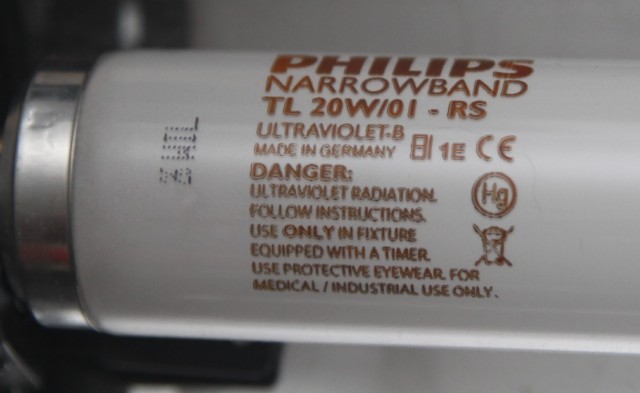 PHILIPS
NARROWBAND
TL 20W/01 - RS
ULTRAVIOLET-B
MADE IN GERMANY 1E CE
DANGER:
ULTRAVIOLET RADIATION.
Hg
FOLLOW INSTRUCTIONS.
USE ONLY IN FIXTURE
EQUIPPED WITH A TIMER.
USE PROTECTIVE EYEWEAR. FOR
MEDICAL / INDUSTRIAL USE ONLY.